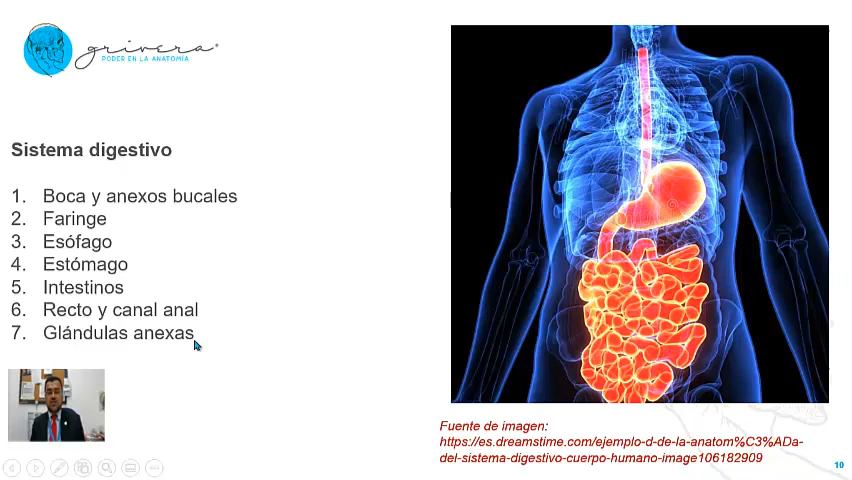 grivera
PODER EN LA ANATOMÍA
Sistema digestivo
1. Boca y anexos bucales
2. Faringe
3. Esófago
4. Estómago
5. Intestinos
6. Recto y canal anal
7. Glándulas anexas
Fuente de imagen:
https://es.dreamstime.com/ejemplo-d-de-la-anatom%C3%ADa-
del-sistema-digestivo-cuerpo-humano-image106182909
10